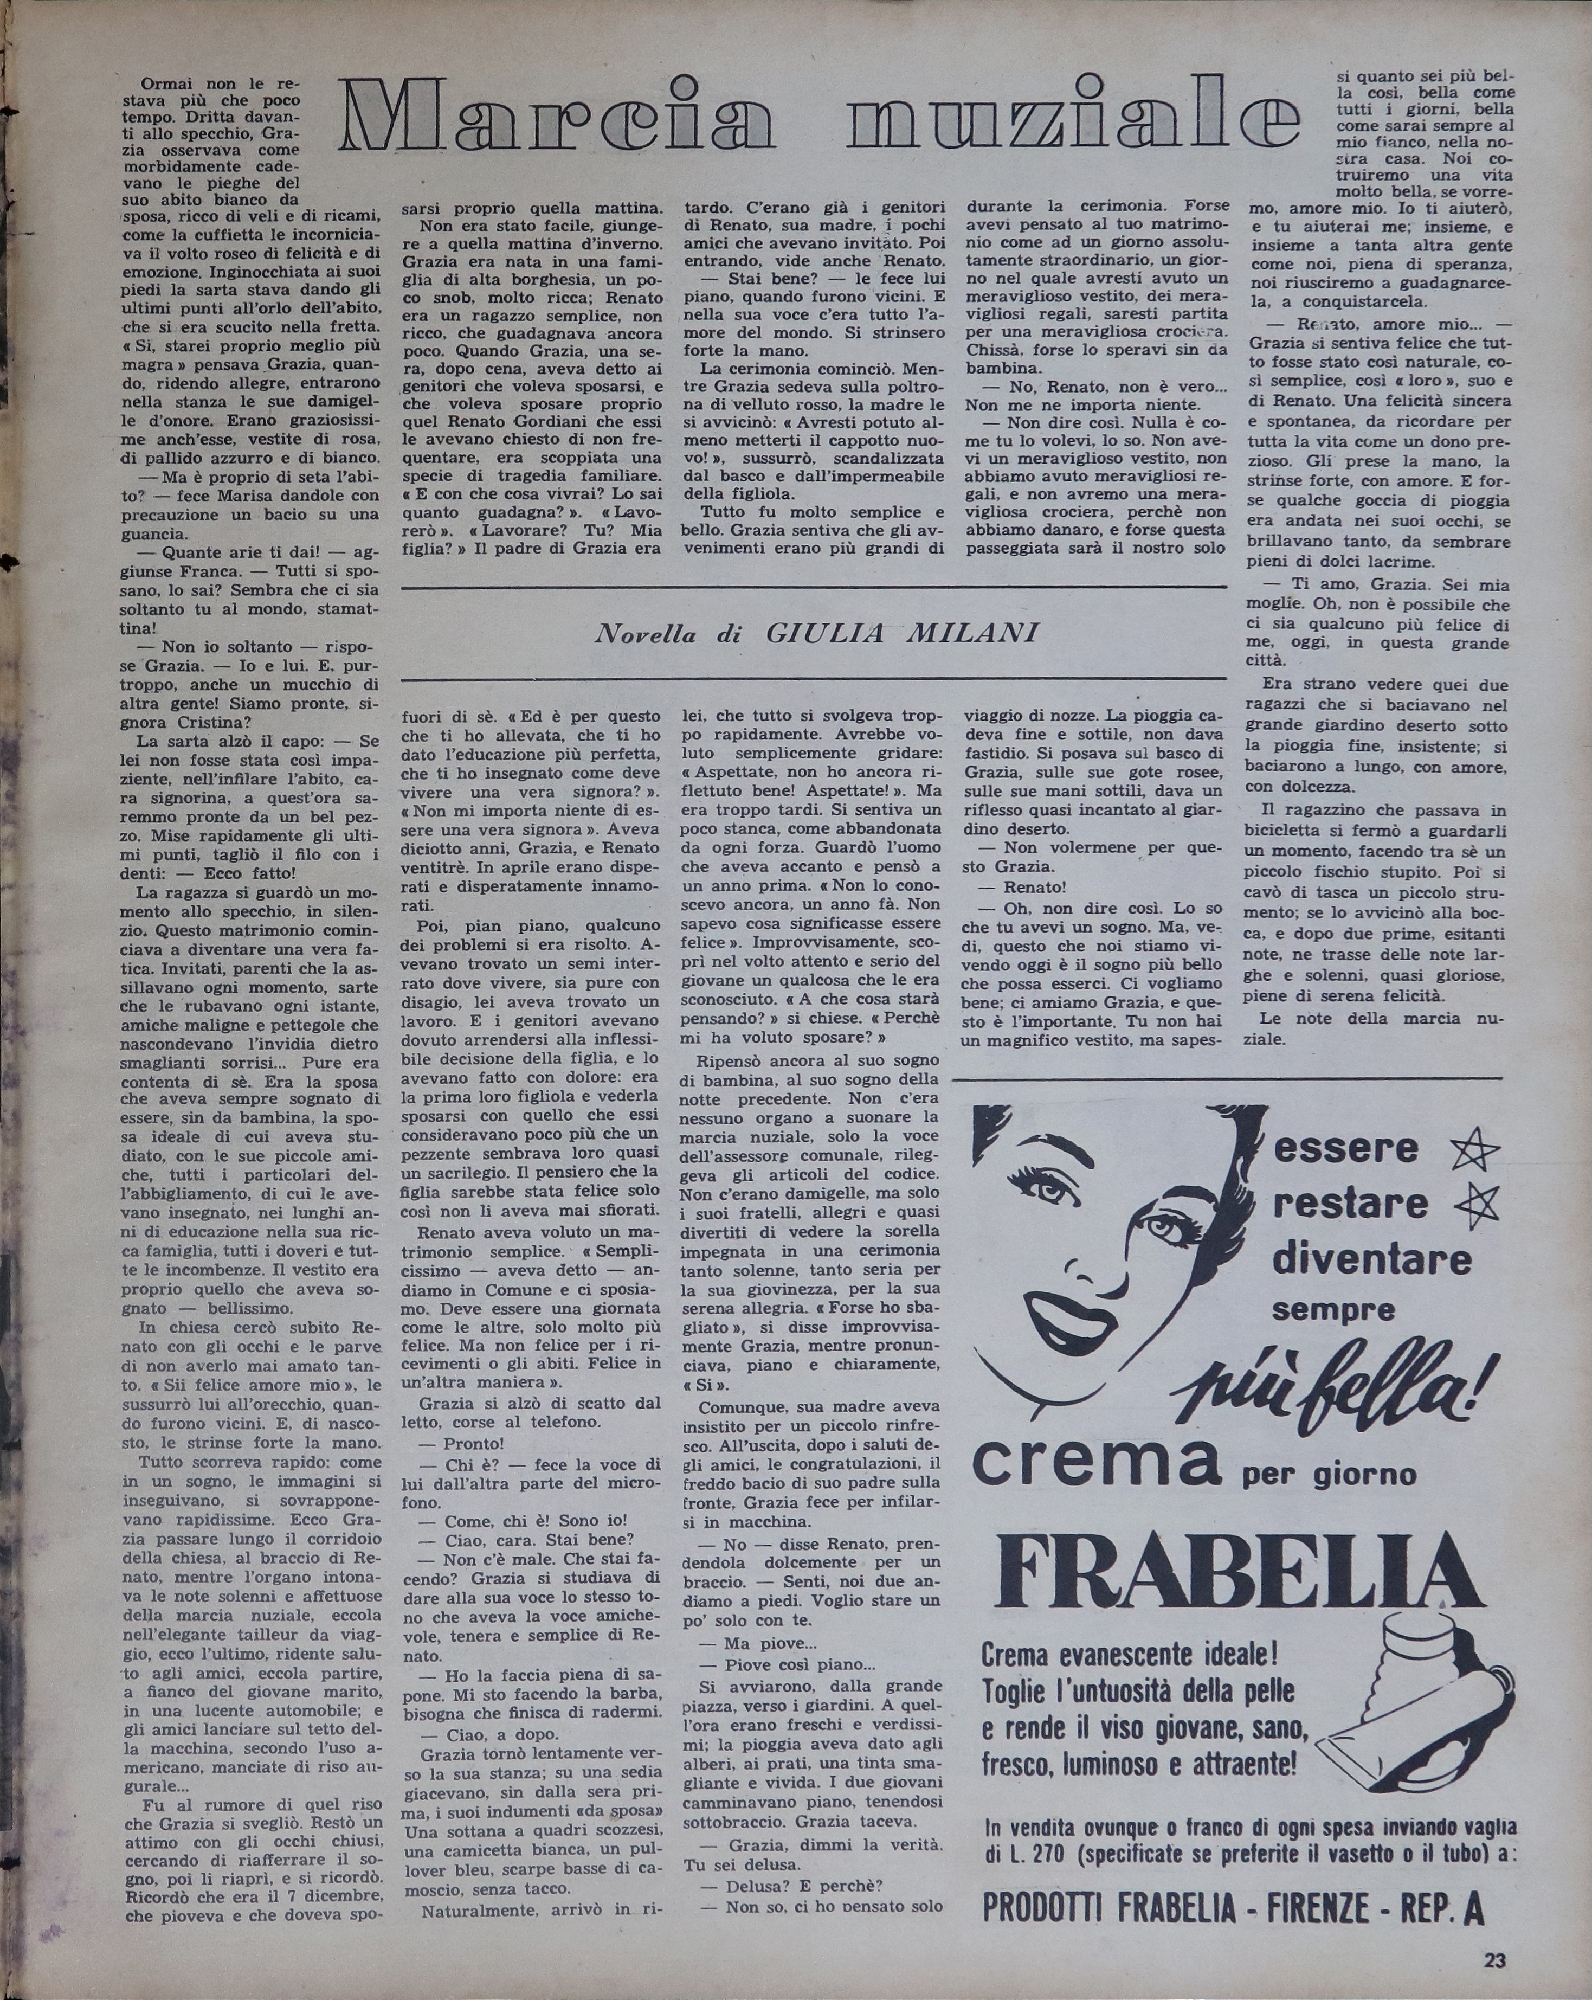 Marcia nuziale
Ormai non le re-
stava più che poco
tempo. Dritta davan-
ti allo specchio, Gra-
zia osservava come
morbidamente cade-
vano le pieghe del
suo abito bianco da
sposa, ricco di veli e di ricami,
come la cuffietta le incornicia-
va il volto roseo di felicità e di
emozione. Inginocchiata ai suoi
piedi la sarta stava dando gli
ultimi punti all'orlo dell'abito,
che si era scucito nella fretta.
« Sì, starei proprio meglio più
magra » pensava Grazia, quan-
do, ridendo allegre, entrarono
nella stanza le sue damigel-
le d'onore. Erano graziosissi-
me anch'esse, vestite di rosa,
di pallido azzurro e di bianco.
— Ma è proprio di seta l'abi-
to? — fece Marisa dandole con
precauzione un bacio su una
guancia.
— Quante arie ti dai! — ag-
giunse Franca. — Tutti si spo-
sano, lo sai? Sembra che ci sia
soltanto tu al mondo, stamat-
tina!
— Non io soltanto — rispo-
se Grazia. — Io e lui. E, pur-
troppo, anche un mucchio di
altra gente! Siamo pronte, si-
gnora Cristina?
La sarta alzò il capo: — Se
lei non fosse stata così impa-
ziente, nell'infilare l'abito, ca-
ra signorina, a quest'ora sa-
remmo pronte da un bel pez-
zo. Mise rapidamente gli ulti-
mi punti, tagliò il filo con i
denti: — Ecco fatto!
La ragazza si guardò un mo-
mento allo specchio, in silen-
zio. Questo matrimonio comin-
ciava a diventare una vera fa-
tica. Invitati, parenti che la as-
sillavano ogni momento, sarte
che le rubavano ogni istante,
amiche maligne e pettegole che
nascondevano l'invidia dietro
smaglianti sorrisi... Pure era
contenta di sè. Era la sposa
che aveva sempre sognato di
essere, sin da bambina, la spo-
sa ideale di cui aveva stu-
diato, con le sue piccole ami-
che, tutti i particolari del-
l'abbigliamento, di cui le ave-
vano insegnato, nei lunghi an-
ni di educazione nella sua ric-
ca famiglia, tutti i doveri e tut-
te le incombenze. Il vestito era
proprio quello che aveva so-
gnato — bellissimo.
In chiesa cercò subito Re-
nato con gli occhi e le parve
di non averlo mai amato tan-
to. « Sii felice amore mio », le
sussurrò lui all'orecchio, quan-
do furono vicini. E, di nasco-
sto, le strinse forte la mano.
Tutto scorreva rapido: come
in un sogno, le immagini si
inseguivano, si sovrappone-
vano rapidissime. Ecco Gra-
zia passare lungo il corridoio
della chiesa, al braccio di Re-
nato, mentre l'organo intona-
va le note solenni e affettuose
della marcia nuziale, eccola
nell'elegante tailleur da viag-
gio, ecco l'ultimo, ridente salu-
to agli amici, eccola partire,
a fianco del giovane marito,
in una lucente automobile; e
gli amici lanciare sul tetto del-
la macchina, secondo l'uso a-
mericano, manciate di riso au-
gurale...
Fu al rumore di quel riso
che Grazia si svegliò. Restò un
attimo con gli occhi chiusi,
cercando di riafferrare il so-
gno, poi li riaprì, e si ricordò.
Ricordò che era il 7 dicembre,
che pioveva e che doveva spo-
sarsi proprio quella mattina.
Non era stato facile, giunge-
re a quella mattina d'inverno.
Grazia era nata in una fami-
glia di alta borghesia, un po-
co snob, molto ricca; Renato
era un ragazzo semplice, non
ricco, che guadagnava ancora
poco. Quando Grazia, una se-
ra, dopo cena, aveva detto ai
genitori che voleva sposarsi, e
che voleva sposare proprio
quel Renato Gordiani che essi
le avevano chiesto di non fre-
quentare, era scoppiata una
specie di tragedia familiare.
« E con che cosa vivrai? Lo sai
quanto guadagna? ». « Lavo-
rerò ». « Lavorare? Tu? Mia
figlia? » Il padre di Grazia era
Novella di GIULIA MILANI
fuori di sè. « Ed è per questo
che ti ho allevata, che ti ho
dato l'educazione più perfetta,
che ti ho insegnato come deve
vivere una vera signora? ».
« Non mi importa niente di es-
sere una vera signora ». Aveva
diciotto anni, Grazia, e Renato
ventitrè. In aprile erano dispe-
rati e disperatamente innamo-
rati.
Poi, pian piano, qualcuno
dei problemi si era risolto. A-
vevano trovato un semi inter-
rato dove vivere, sia pure con
disagio, lei aveva trovato un
lavoro. E i genitori avevano
dovuto arrendersi alla inflessi-
bile decisione della figlia, e lo
avevano fatto con dolore: era
la prima loro figliola e vederla
sposarsi con quello che essi
consideravano poco più che un
pezzente sembrava loro quasi
un sacrilegio. Il pensiero che la
figlia sarebbe stata felice solo
così non li aveva mai sfiorati.
Renato aveva voluto un ma-
trimonio semplice. « Sempli-
cissimo — aveva detto — an-
diamo in Comune e ci sposia-
mo. Deve essere una giornata
come le altre, solo molto più
felice. Ma non felice per i ri-
cevimenti o gli abiti. Felice in
un'altra maniera ».
Grazia si alzò di scatto dal
letto, corse al telefono.
— Pronto!
— Chi è? — fece la voce di
lui dall'altra parte del micro-
fono.
— Come, chi è! Sono io!
— Ciao, cara. Stai bene?
— Non c'è male. Che stai fa-
cendo? Grazia si studiava di
dare alla sua voce lo stesso to-
no che aveva la voce amiche-
vole, tenera e semplice di Re-
nato.
— Ho la faccia piena di sa-
pone. Mi sto facendo la barba,
bisogna che finisca di radermi.
— Ciao, a dopo.
Grazia tornò lentamente ver-
so la sua stanza; su una sedia
giacevano, sin dalla sera pri-
ma, i suoi indumenti «da sposa»
Una sottana a quadri scozzesi,
una camicetta bianca, un pul-
lover bleu, scarpe basse di ca-
moscio, senza tacco.
Naturalmente, arrivò in ri-
tardo. C'erano già i genitori
di Renato, sua madre, i pochi
amici che avevano invitato. Poi
entrando, vide anche Renato.
— Stai bene? — le fece lui
piano, quando furono vicini. E
nella sua voce c'era tutto l'a-
more del mondo. Si strinsero
forte la mano.
La cerimonia cominciò. Men-
tre Grazia sedeva sulla poltro-
na di velluto rosso, la madre le
si avvicinò: « Avresti potuto al-
meno metterti il cappotto nuo-
vo! », sussurrò, scandalizzata
dal basco e dall'impermeabile
della figliola.
Tutto fu molto semplice e
bello. Grazia sentiva che gli av-
venimenti erano più grandi di
lei, che tutto si svolgeva trop-
po rapidamente. Avrebbe vo-
luto semplicemente gridare:
« Aspettate, non ho ancora ri-
flettuto bene! Aspettate! ». Ma
era troppo tardi. Si sentiva un
poco stanca, come abbandonata
da ogni forza. Guardò l'uomo
che aveva accanto e pensò a
un anno prima. « Non lo cono-
scevo ancora, un anno fà. Non
sapevo cosa significasse essere
felice ». Improvvisamente, sco-
prì nel volto attento e serio del
giovane un qualcosa che le era
sconosciuto. « A che cosa starà
pensando? » si chiese. « Perchè
mi ha voluto sposare? »
Ripensò ancora al suo sogno
di bambina, al suo sogno della
notte precedente. Non c'era
nessuno organo a suonare la
marcia nuziale, solo la voce
dell'assessore comunale, rileg-
geva gli articoli del codice.
Non c'erano damigelle, ma solo
i suoi fratelli, allegri e quasi
divertiti di vedere la sorella
impegnata in una cerimonia
tanto solenne, tanto seria per
la sua giovinezza, per la sua
serena allegria. « Forse ho sba-
gliato », si disse improvvisa-
mente Grazia, mentre pronun-
ciava, piano e chiaramente,
« Sì ».
Comunque, sua madre aveva
insistito per un piccolo rinfre-
sco. All'uscita, dopo i saluti de-
gli amici, le congratulazioni, il
freddo bacio di suo padre sulla
fronte, Grazia fece per infilar-
si in macchina.
— No — disse Renato, pren-
dendola dolcemente per un
braccio. — Senti, noi due an-
diamo a piedi. Voglio stare un
po' solo con te.
— Ma piove...
— Piove così piano...
Si avviarono, dalla grande
piazza, verso i giardini. A quel-
l'ora erano freschi e verdissi-
mi; la pioggia aveva dato agli
alberi, ai prati, una tinta sma-
gliante e vivida. I due giovani
camminavano piano, tenendosi
sottobraccio. Grazia taceva.
— Grazia, dimmi la verità.
Tu sei delusa.
— Delusa? E perchè?
— Non so, ci ho pensato solo
durante la cerimonia. Forse
avevi pensato al tuo matrimo-
nio come ad un giorno assolu-
tamente straordinario, un gior-
no nel quale avresti avuto un
meraviglioso vestito, dei mera-
vigliosi regali, saresti partita
per una meravigliosa crociera.
Chissà, forse lo speravi sin da
bambina.
— No, Renato, non è vero...
Non me ne importa niente.
— Non dire così. Nulla è co-
me tu lo volevi, lo so. Non ave-
vi un meraviglioso vestito, non
abbiamo avuto meravigliosi re-
gali, e non avremo una mera-
vigliosa crociera, perchè non
abbiamo danaro, e forse questa
passeggiata sarà il nostro solo
viaggio di nozze. La pioggia ca-
deva fine e sottile, non dava
fastidio. Si posava sul basco di
Grazia, sulle sue gote rosee,
sulle sue mani sottili, dava un
riflesso quasi incantato al giar-
dino deserto.
— Non volermene per que-
sto Grazia.
— Renato!
— Oh, non dire così. Lo so
che tu avevi un sogno. Ma, ve-
di, questo che noi stiamo vi-
vendo oggi è il sogno più bello
che possa esserci. Ci vogliamo
bene; ci amiamo Grazia, e que-
sto è l'importante. Tu non hai
un magnifico vestito, ma sapes-
si quanto sei più bel-
la così, bella come
tutti i giorni, bella
come sarai sempre al
mio fianco, nella no-
stra casa. Noi co-
truiremo una vita
molto bella, se vorre-
mo, amore mio. Io ti aiuterò,
e tu aiuterai me; insieme, e
insieme a tanta altra gente
come noi, piena di speranza,
noi riusciremo a guadagnarce-
la, a conquistarcela.
— Renato, amore mio... —
Grazia si sentiva felice che tut-
to fosse stato così naturale, co-
sì semplice, così « loro », suo e
di Renato. Una felicità sincera
e spontanea, da ricordare per
tutta la vita come un dono pre-
zioso. Gli prese la mano, la
strinse forte, con amore. E for-
se qualche goccia di pioggia
era andata nei suoi occhi, se
brillavano tanto, da sembrare
pieni di dolci lacrime.
— Ti amo, Grazia. Sei mia
moglie. Oh, non è possibile che
ci sia qualcuno più felice di
me, oggi, in questa grande
città.
Era strano vedere quei due
ragazzi che si baciavano nel
grande giardino deserto sotto
la pioggia fine, insistente; si
baciarono a lungo, con amore,
con dolcezza.
Il ragazzino che passava in
bicicletta si fermò a guardarli
un momento, facendo tra sè un
piccolo fischio stupito. Poi si
cavò di tasca un piccolo stru-
mento; se lo avvicinò alla boc-
ca, e dopo due prime, esitanti
note, ne trasse delle note lar-
ghe e solenni, quasi gloriose,
piene di serena felicità.
Le note della marcia nu-
ziale.
essere
restare
diventare
sempre
più bella!
crema per giorno
FRABELIA
Crema evanescente ideale!
Toglie l'untuosità della pelle
e rende il viso giovane, sano,
fresco, luminoso e attraente!
In vendita ovunque o franco di ogni spesa inviando vaglia
di L. 270 (specificate se preferite il vasetto o il tubo) a:
PRODOTTI FRABELIA - FIRENZE - REP. A
23